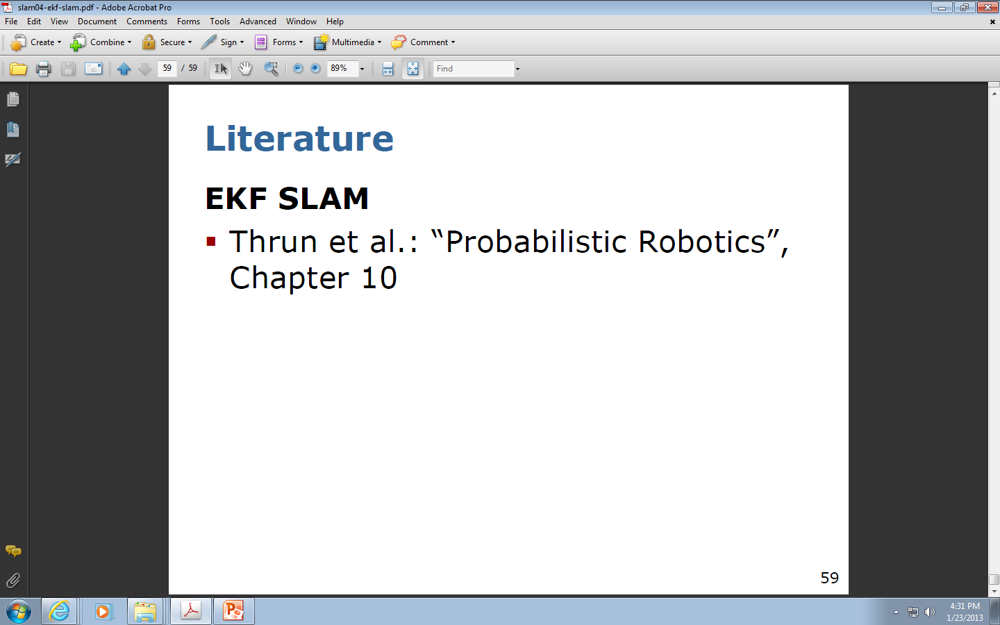 slam04-ekf-slam.pdf - Adobe Acrobat Pro
File Edit View Document Comments Forms Tools Advanced Window Help
Create Combine Secure Sign Forms Multimedia Comment
59 / 59 89% Find
Literature
EKF SLAM
Thrun et al.: “Probabilistic Robotics”,
Chapter 10
59
4:31 PM
1/23/2013